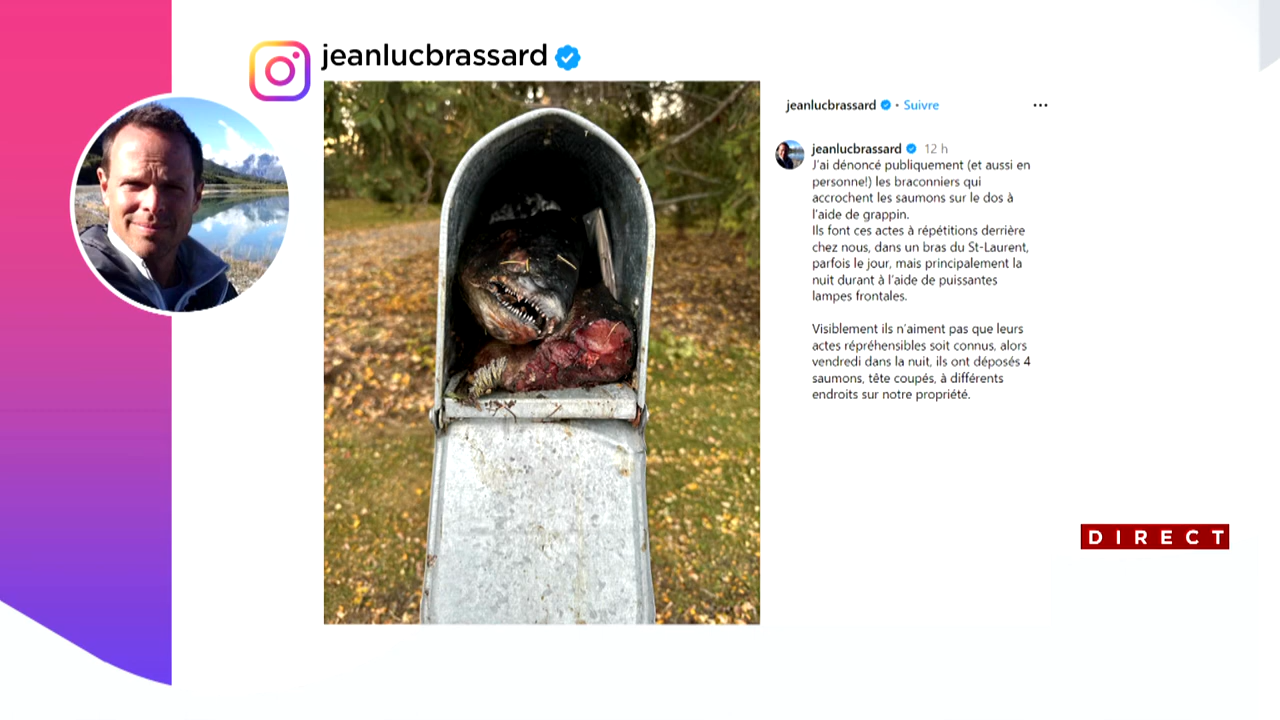 jeanlucbrassard
jeanlucbrassard • Suivre
jeanlucbrassard 12 h
J'ai dénoncé publiquement (et aussi en
personne!) les braconniers qui
accrochent les saumons sur le dos à
l'aide de grappin.
Ils font ces actes à répétitions derrière
chez nous, dans un bras du St-Laurent,
parfois le jour, mais principalement la
nuit durant à l'aide de puissantes
lampes frontales.
Visiblement ils n'aiment pas que leurs
actes répréhensibles soit connus, alors
vendredi dans la nuit, ils ont déposés 4
saumons, tête coupés, à différents
endroits sur notre propriété.
DIRECT